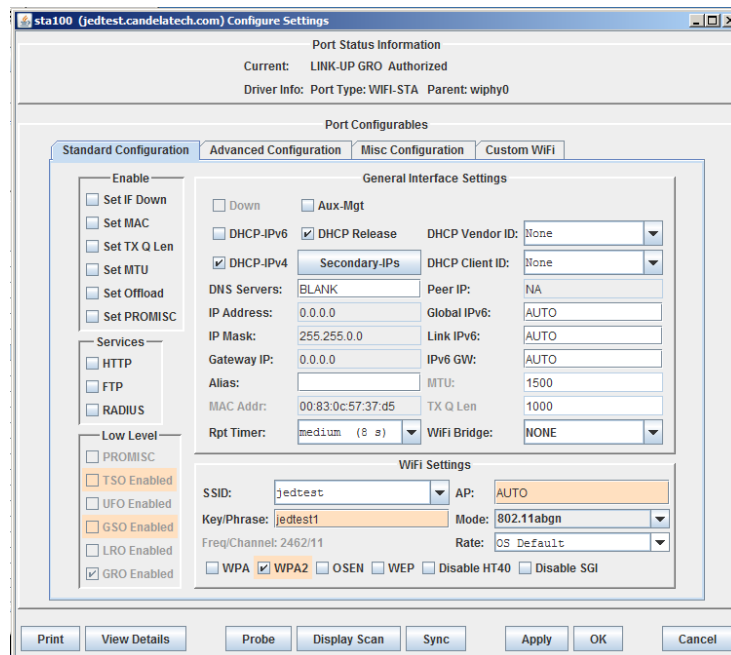 sta100 (jedtest.candelatech.com) Configure Settings
Port Status Information
Current: LINK-UP GRO Authorized
Driver Info: Port Type: WIFI-STA Parent: wiphy0
Port Configurables
Standard Configuration Advanced Configuration Misc Configuration Custom WiFi
Enable
Set IF Down
Set MAC
Set TX Q Len
Set MTU
Set Offload
Set PROMISC
Services
HTTP
FTP
RADIUS
Low Level
PROMISC
TSO Enabled
UFO Enabled
GSO Enabled
LRO Enabled
GRO Enabled
General Interface Settings
Down Aux-Mgt
DHCP-IPv6 DHCP Release DHCP Vendor ID: None
DHCP-IPv4 Secondary-IPs DHCP Client ID: None
DNS Servers: BLANK Peer IP: NA
IP Address: 0.0.0.0 Global IPv6: AUTO
IP Mask: 255.255.0.0 Link IPv6: AUTO
Gateway IP: 0.0.0.0 IPv6 GW: AUTO
Alias: MTU: 1500
MAC Addr: 00:83:0c:57:37:d5 TX Q Len 1000
Rpt Timer: medium (8 s) WiFi Bridge: NONE
WiFi Settings
SSID: jedtest AP: AUTO
Key/Phrase: jedtest1 Mode: 802.11abgn
Freq/Channel: 2462/11 Rate: OS Default
WPA WPA2 OSEN WEP Disable HT40 Disable SGI
Print View Details Probe Display Scan Sync Apply OK Cancel